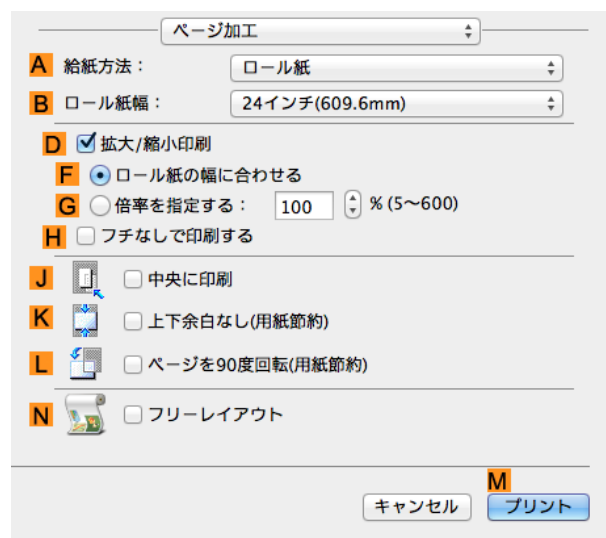 ページ加工
A 給紙方法： ロール紙
B ロール紙幅： 24インチ(609.6mm)
D 拡大/縮小印刷
F ロール紙の幅に合わせる
G 倍率を指定する： 100 % (5〜600)
H フチなしで印刷する
J 中央に印刷
K 上下余白なし(用紙節約)
L ページを90度回転(用紙節約)
N フリーレイアウト
M
キャンセル プリント